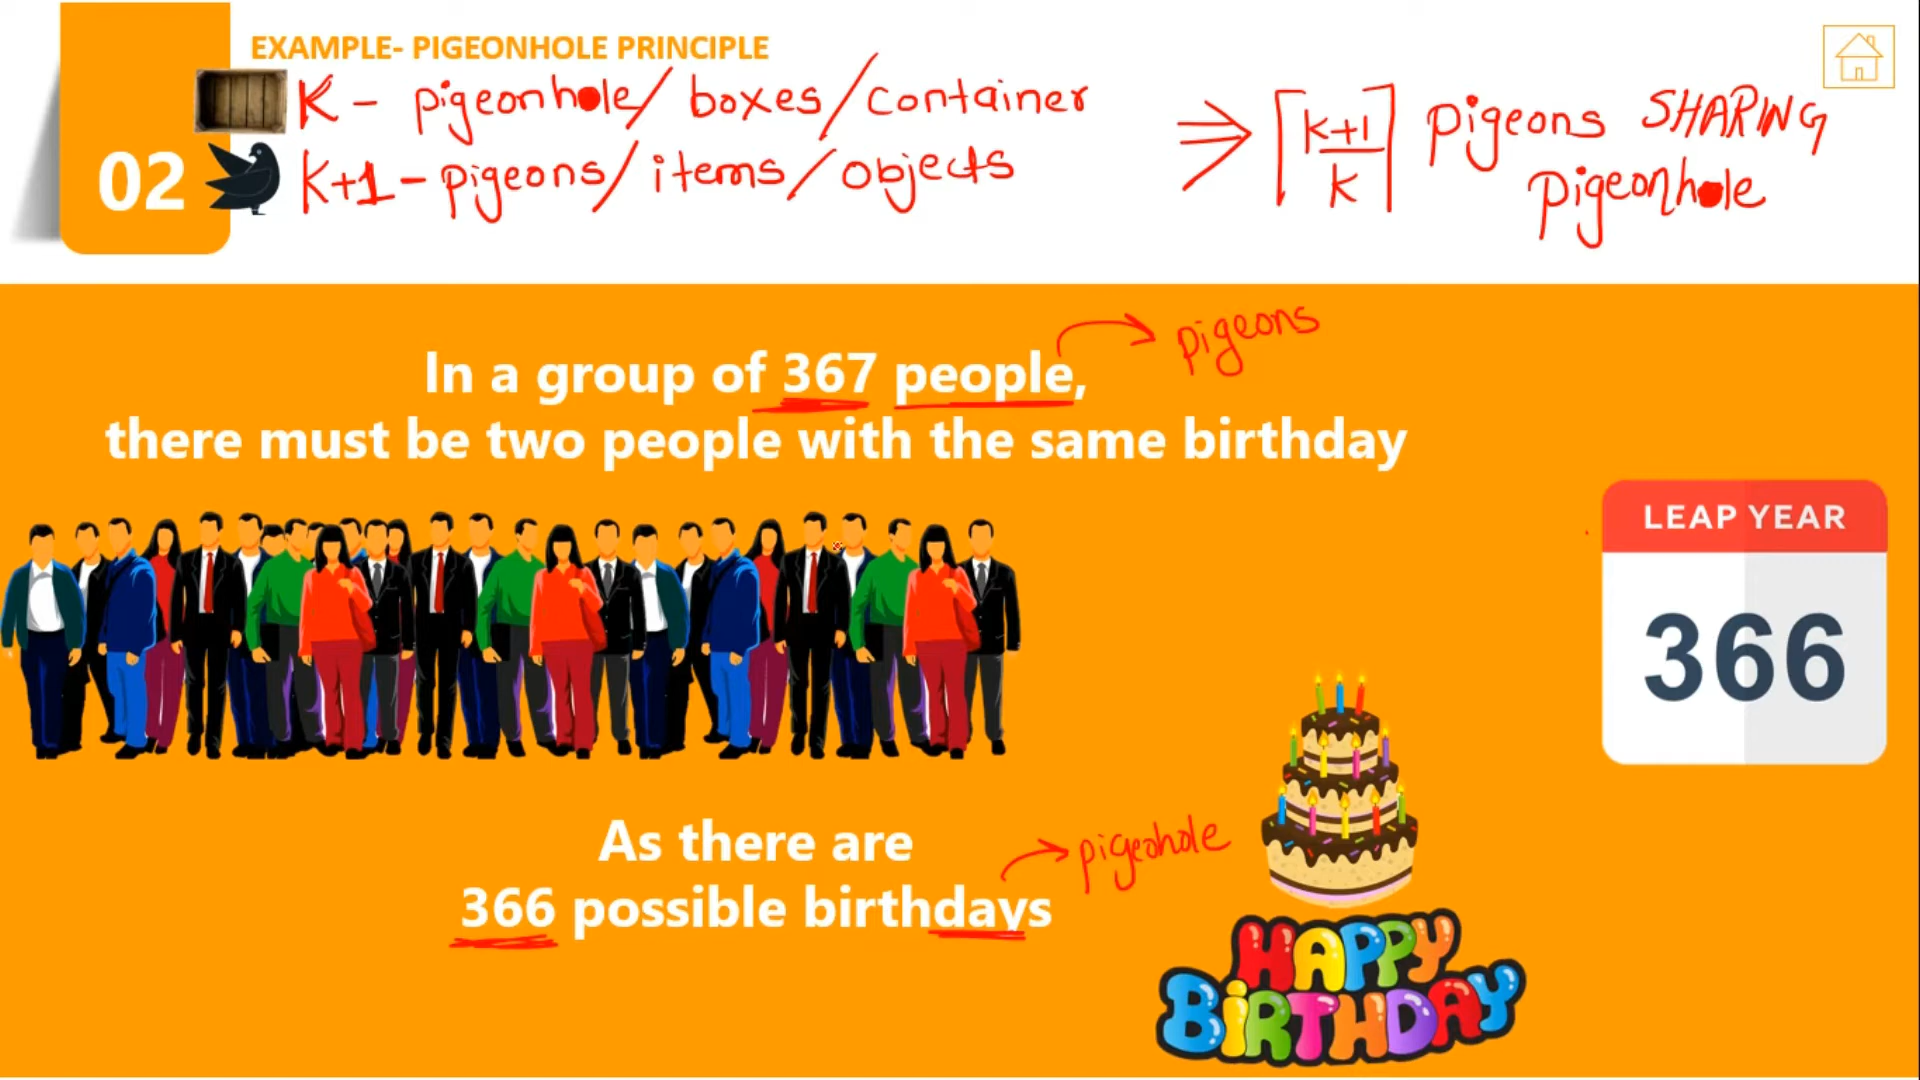 EXAMPLE- PIGEONHOLE PRINCIPLE
K - pigeonhole/ boxes/container
02
K+1 - pigeons/ items/ objects
⇒ ⌈K+1/K⌉ pigeons SHARING
pigeonhole
In a group of 367 people,
pigeons
there must be two people with the same birthday
LEAP YEAR
366
As there are
366 possible birthdays
pigeohole
HAPPY
BIRTHDAY